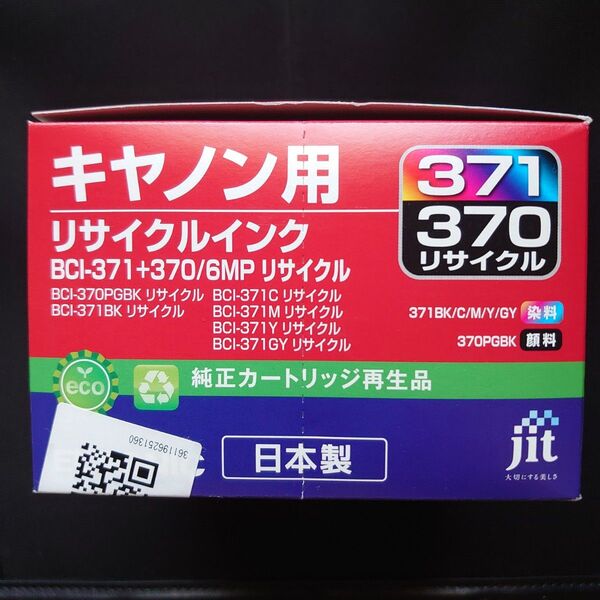 キヤノン用
リサイクルインク
BCI-371+370/6MP リサイクル
BCI-370PGBK リサイクル
BCI-371BK リサイクル
BCI-371C リサイクル
BCI-371M リサイクル
BCI-371Y リサイクル
BCI-371GY リサイクル
371
370
リサイクル
371BK/C/M/Y/GY 染料
370PGBK 顔料
eco
純正カートリッジ再生品
3611962513​60
日本製
jit
大切にする美しさ